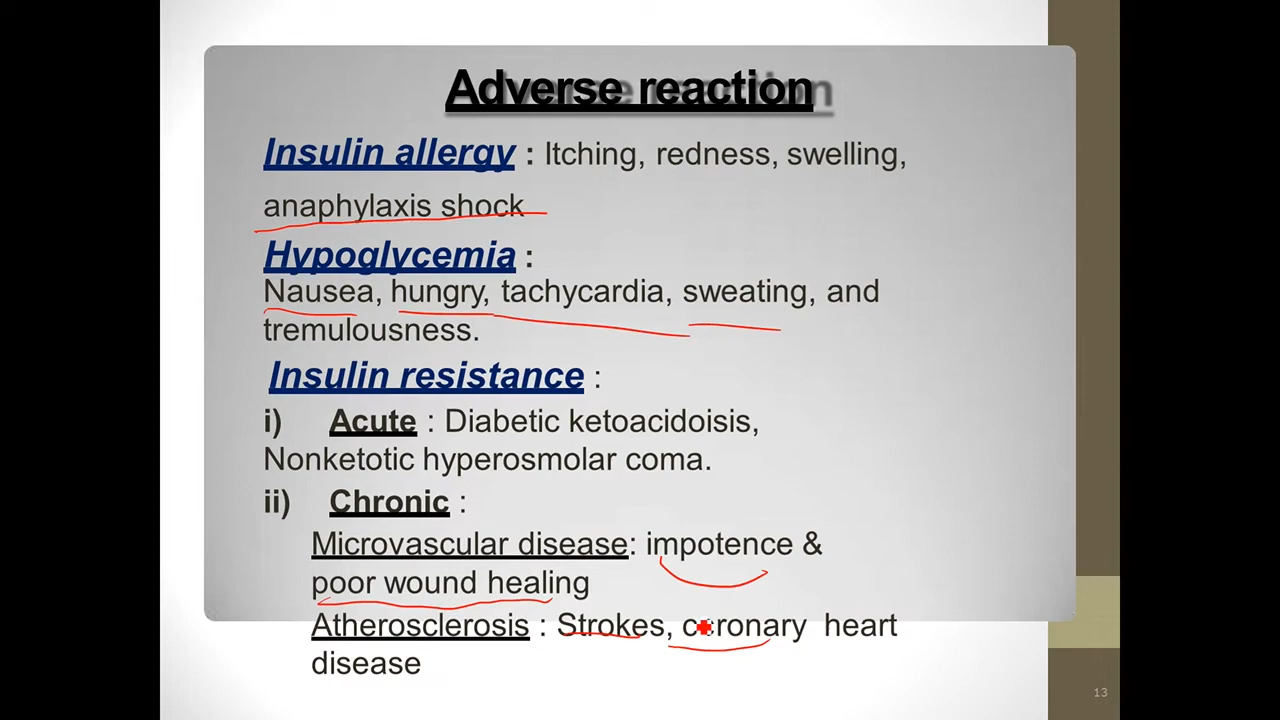 Adverse reaction
Insulin allergy : Itching, redness, swelling,
anaphylaxis shock
Hypoglycemia :
Nausea, hungry, tachycardia, sweating, and
tremulousness.
Insulin resistance :
i) Acute : Diabetic ketoacidoisis,
Nonketotic hyperosmolar coma.
ii) Chronic :
Microvascular disease: impotence &
poor wound healing
Atherosclerosis : Strokes, coronary heart
disease
13